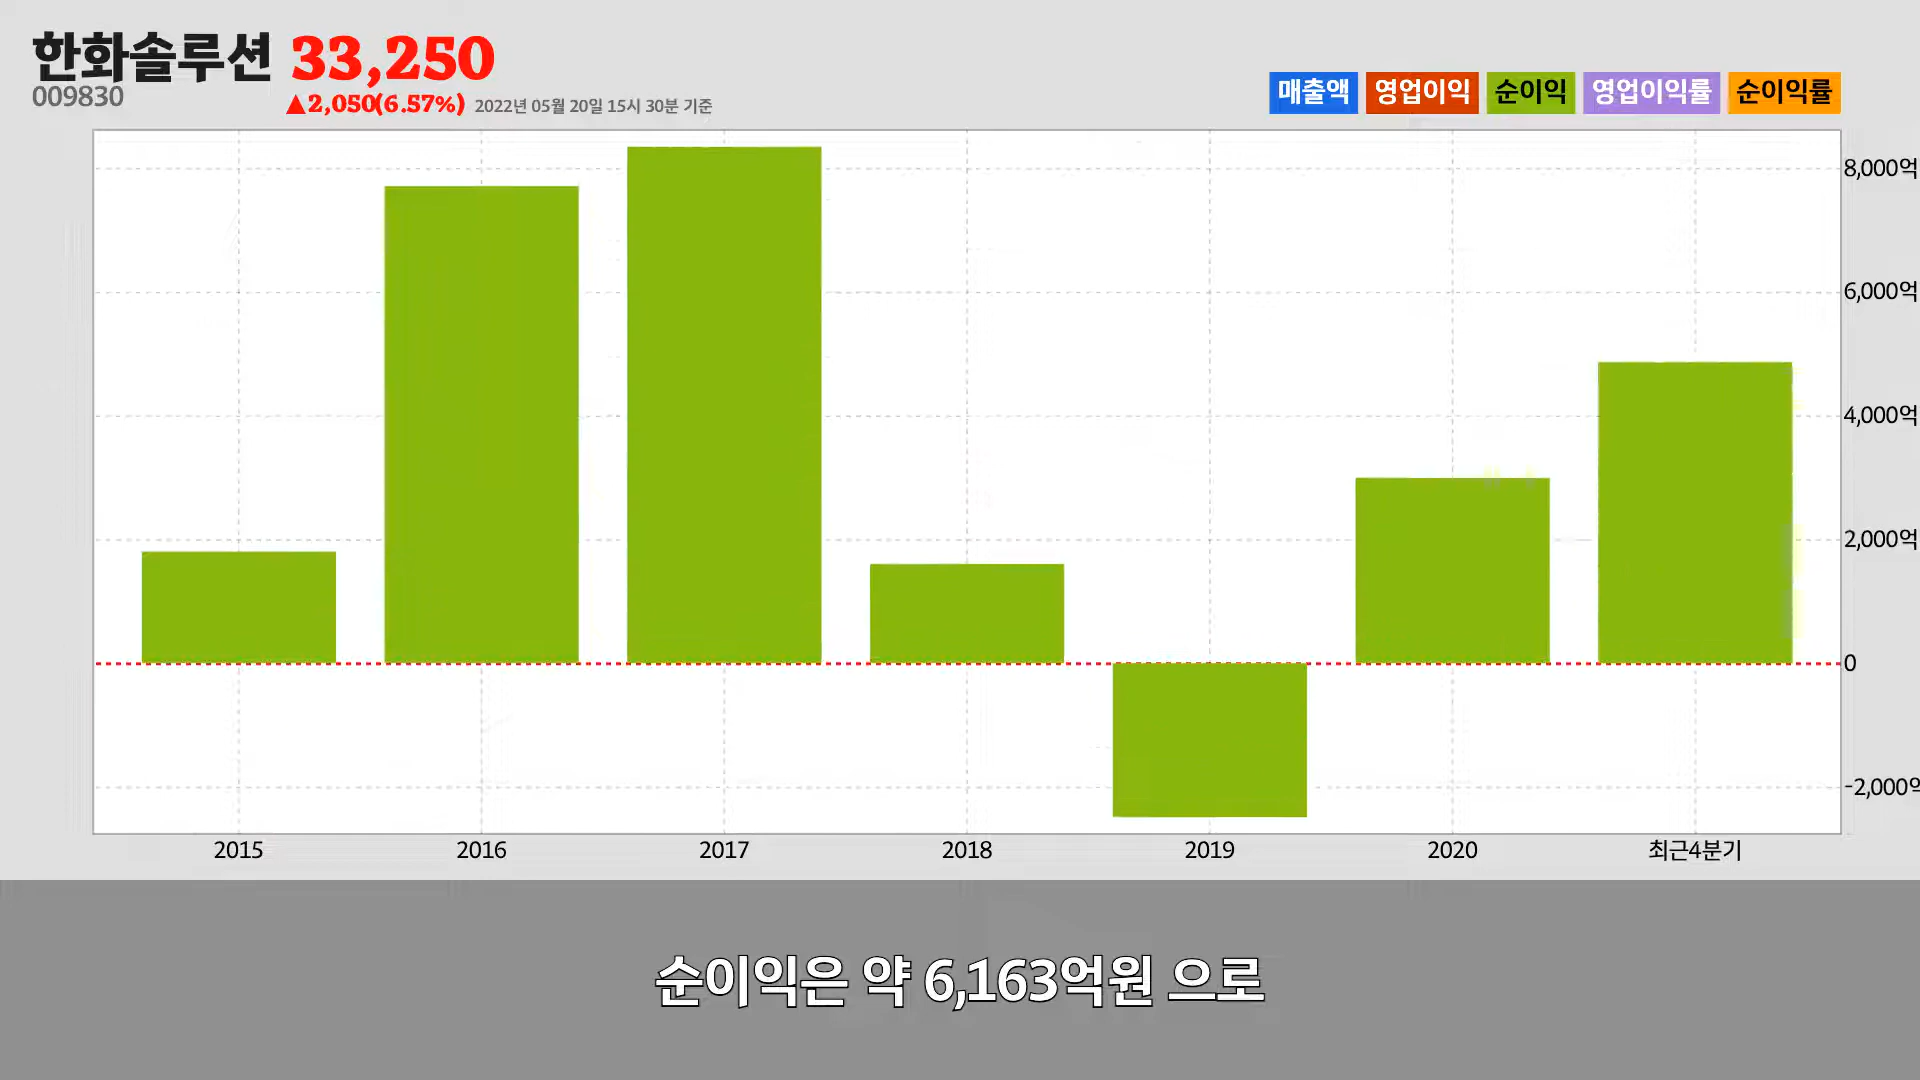 한화솔루션 33,250
009830
▲2,050(6.57%) 2022년 05월 20일 15시 30분 기준
매출액 영업이익 순이익 영업이익률 순이익률
8,000억
6,000억
4,000억
2,000억
0
-2,000억
2015 2016 2017 2018 2019 2020 최근4분기
순이익은 약 6,163억원 으로